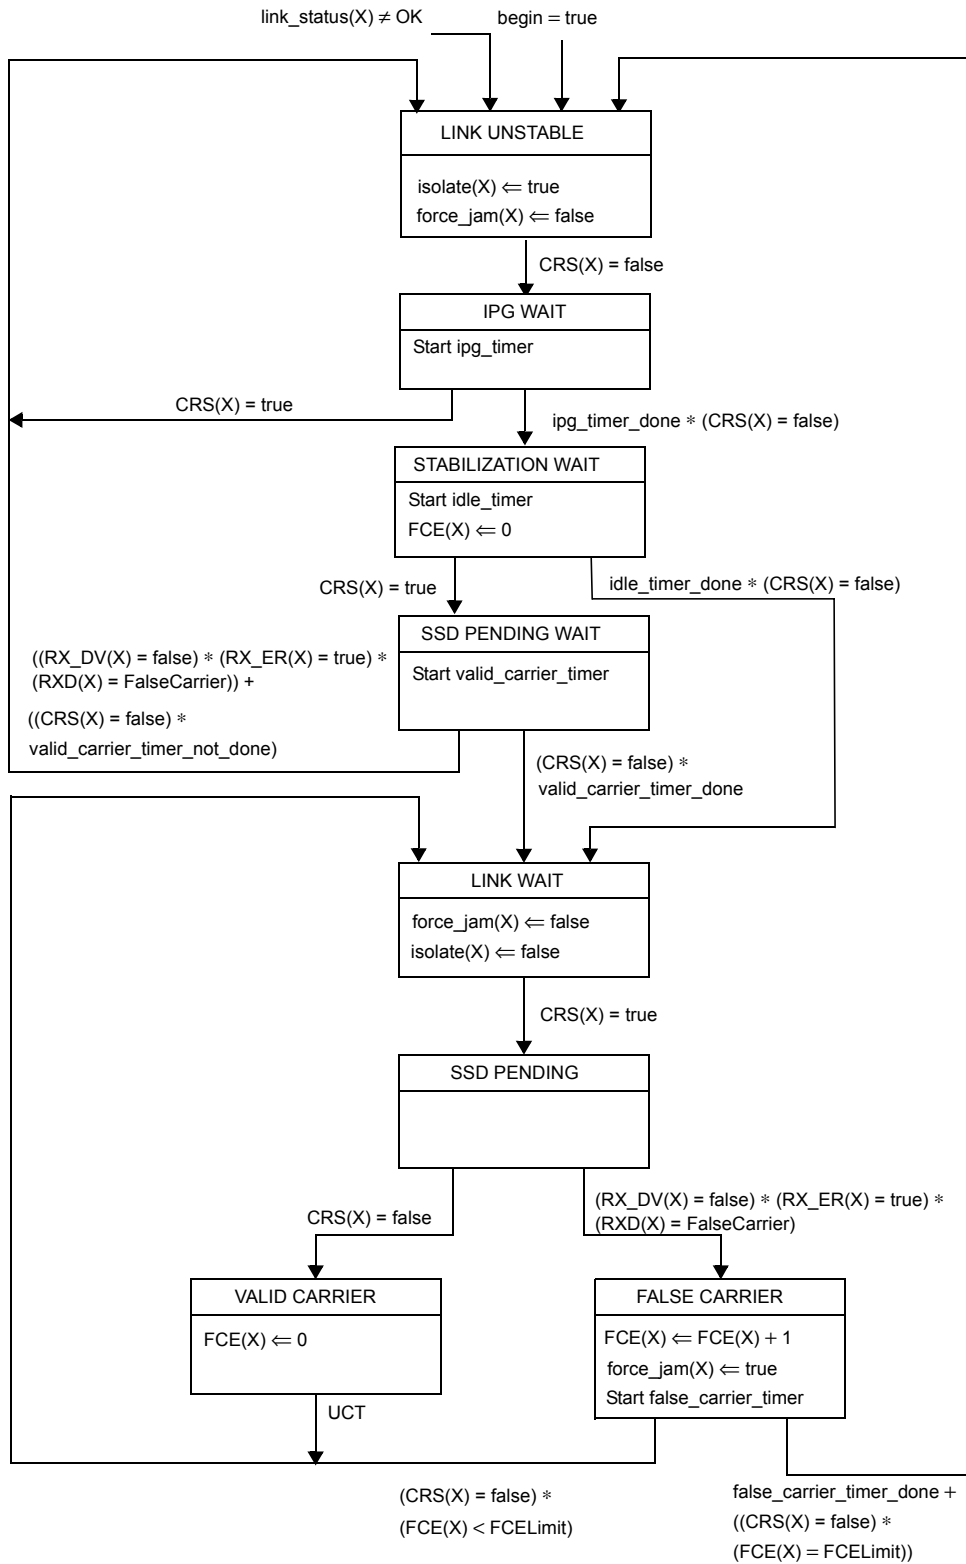 link_status(X) ≠ OK
begin = true
LINK UNSTABLE
isolate(X) ⇐ true
force_jam(X) ⇐ false
CRS(X) = false
IPG WAIT
Start ipg_timer
CRS(X) = true
ipg_timer_done * (CRS(X) = false)
STABILIZATION WAIT
Start idle_timer
FCE(X) ⇐ 0
CRS(X) = true
idle_timer_done * (CRS(X) = false)
SSD PENDING WAIT
Start valid_carrier_timer
((RX_DV(X) = false) * (RX_ER(X) = true) *
(RXD(X) = FalseCarrier)) +
((CRS(X) = false) *
valid_carrier_timer_not_done)
(CRS(X) = false) *
valid_carrier_timer_done
LINK WAIT
force_jam(X) ⇐ false
isolate(X) ⇐ false
CRS(X) = true
SSD PENDING
CRS(X) = false
(RX_DV(X) = false) * (RX_ER(X) = true) *
(RXD(X) = FalseCarrier)
VALID CARRIER
FCE(X) ⇐ 0
UCT
FALSE CARRIER
FCE(X) ⇐ FCE(X) + 1
force_jam(X) ⇐ true
Start false_carrier_timer
(CRS(X) = false) *
(FCE(X) < FCELimit)
false_carrier_timer_done +
((CRS(X) = false) *
(FCE(X) = FCELimit))